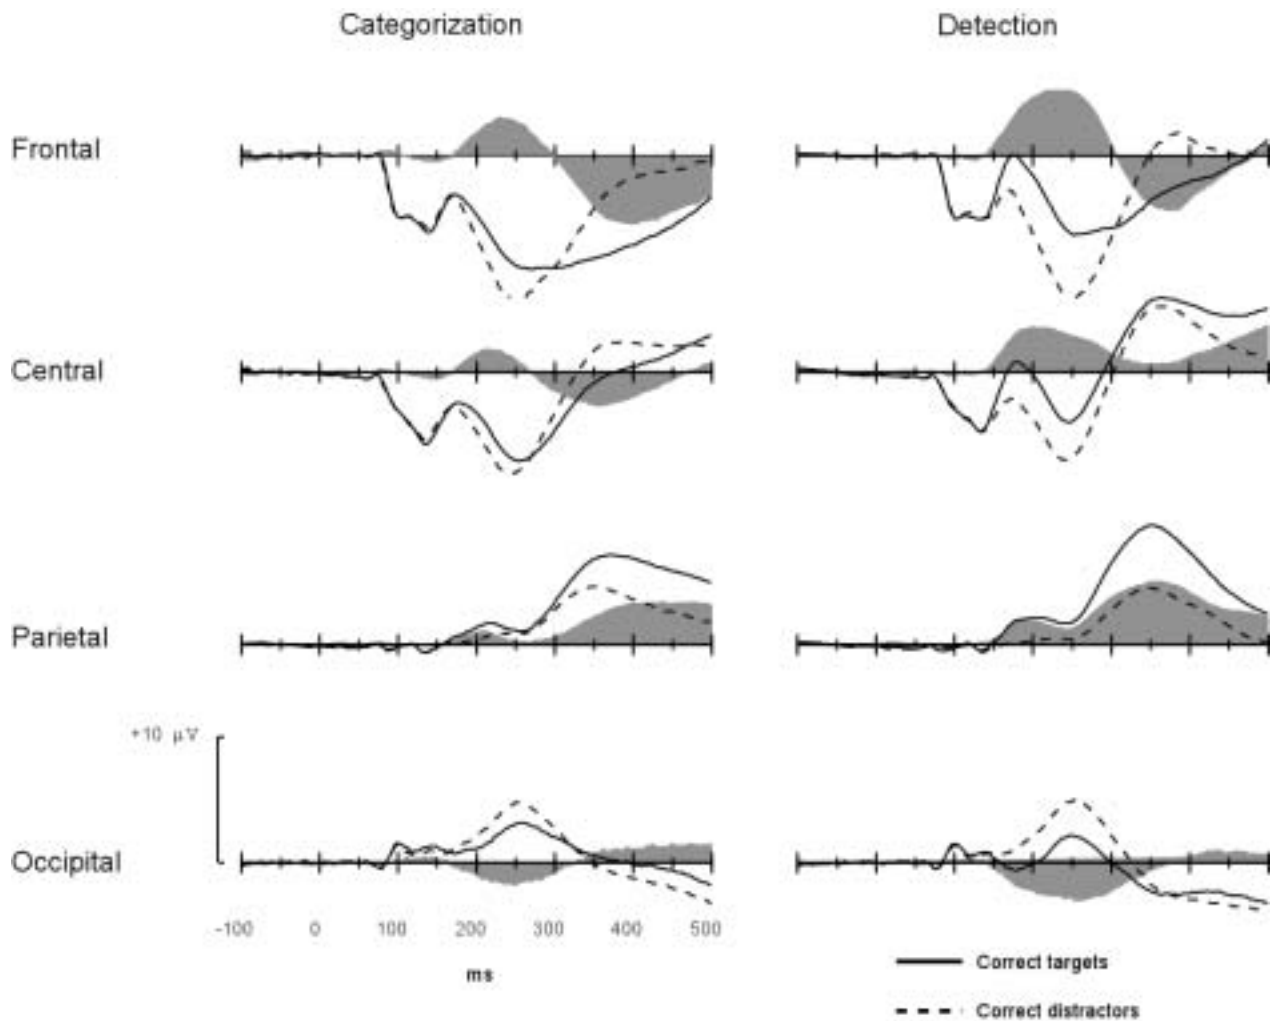 Categorization Detection
Frontal
Central
Parietal
+10 µV
Occipital
-100 0 100 200 300 400 500
ms
Correct targets
Correct distractors